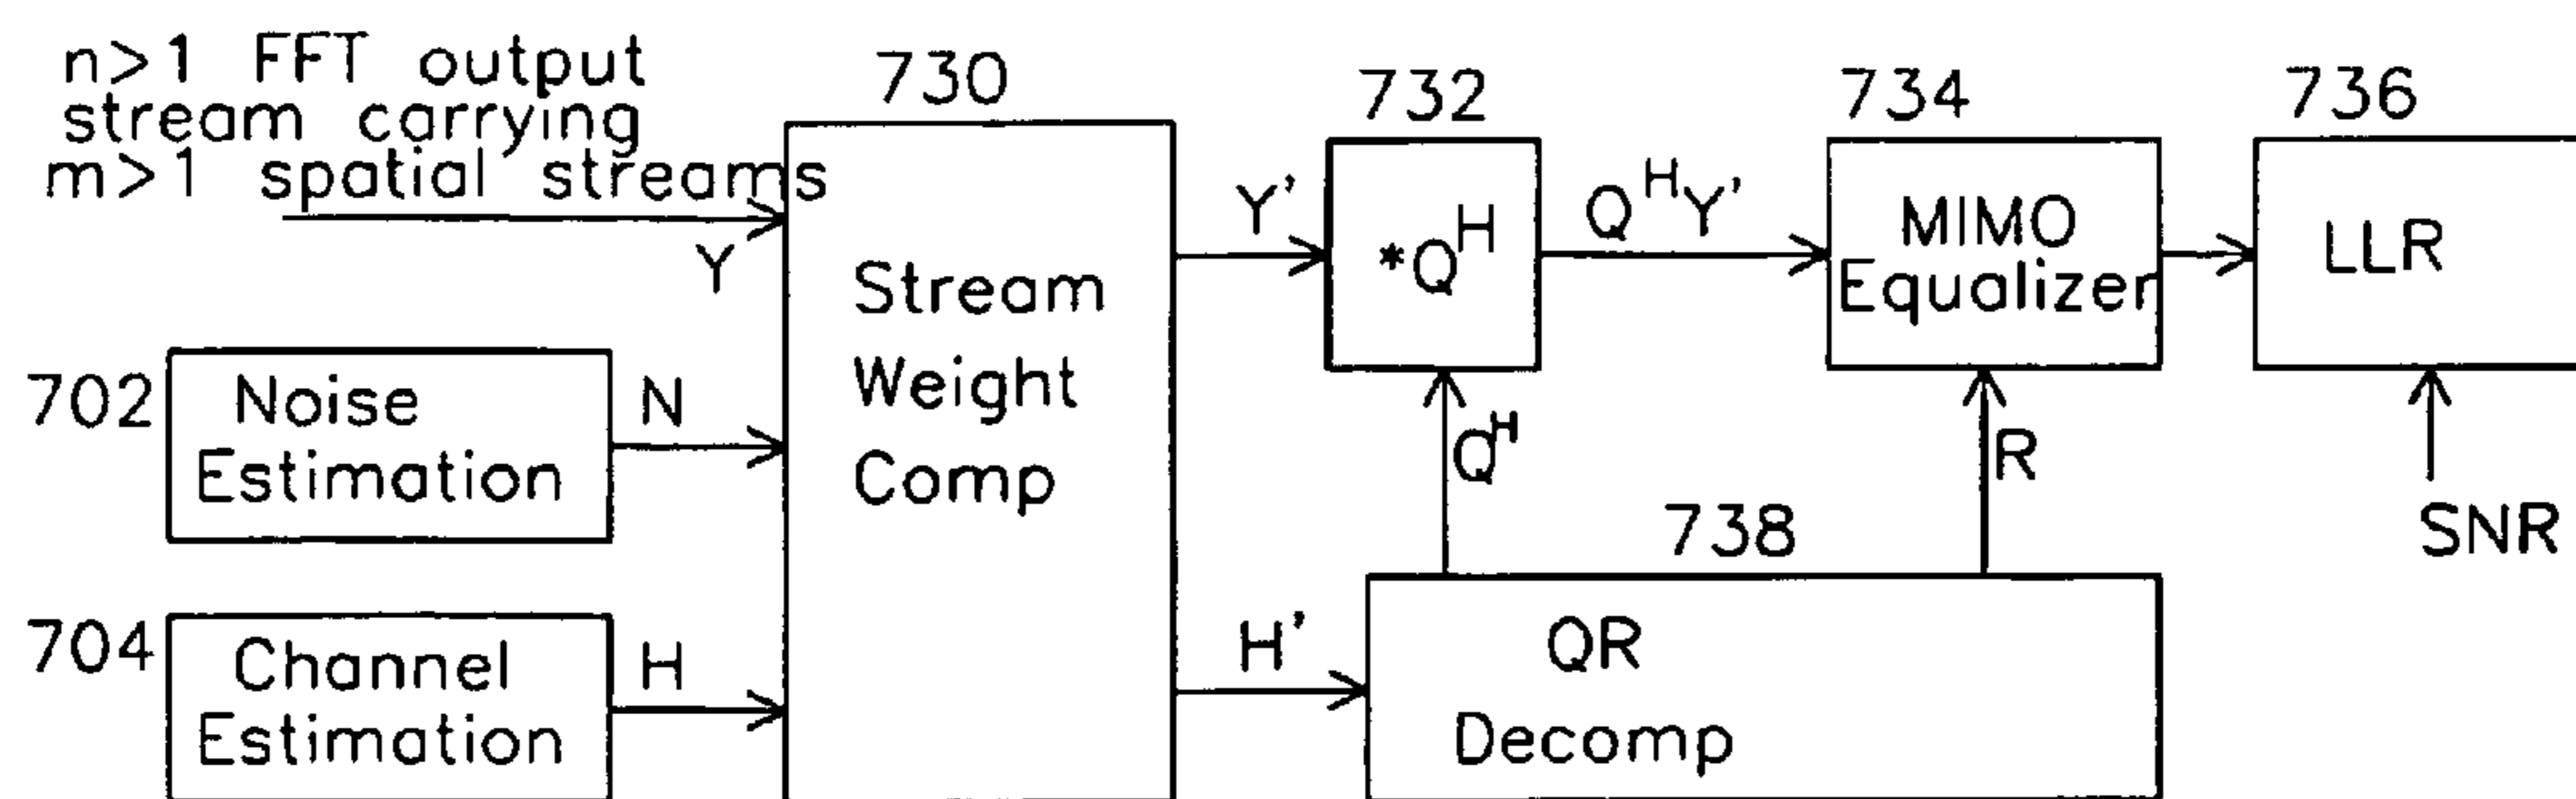 n>1 FFT output
stream carrying
m>1 spatial streams
Y
730
Stream
Weight
Comp
702
Noise
Estimation
N
704
Channel
Estimation
H
Y'
H'
732
*Q^H
Q^H Y'
734
MIMO
Equalizer
736
LLR
Q^H
R
SNR
738
QR
Decomp